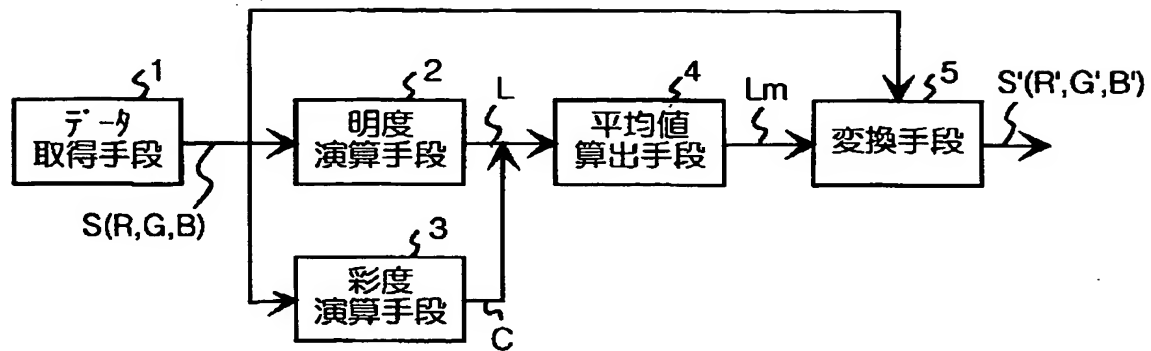 1
データ
取得手段
S(R,G,B)
2
明度
演算手段
L
3
彩度
演算手段
C
4
平均値
算出手段
Lm
5
変換手段
S'(R',G',B')